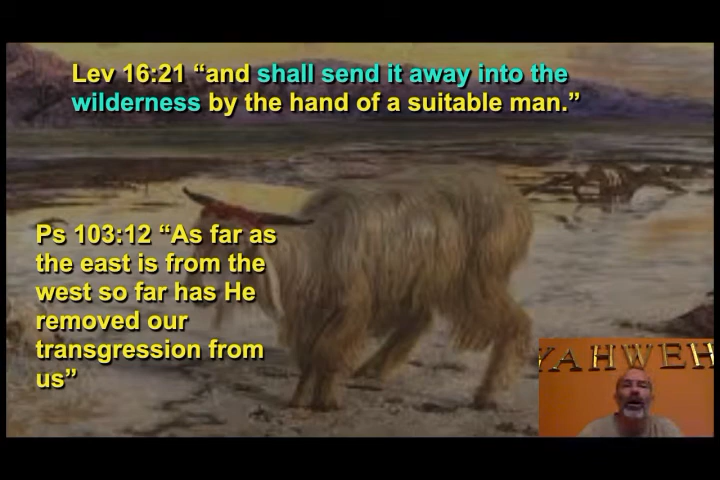 Lev 16:21 “and shall send it away into the
wilderness by the hand of a suitable man.”
Ps 103:12 “As far as
the east is from the
west so far has He
removed our
transgression from
us”
YAHWEH